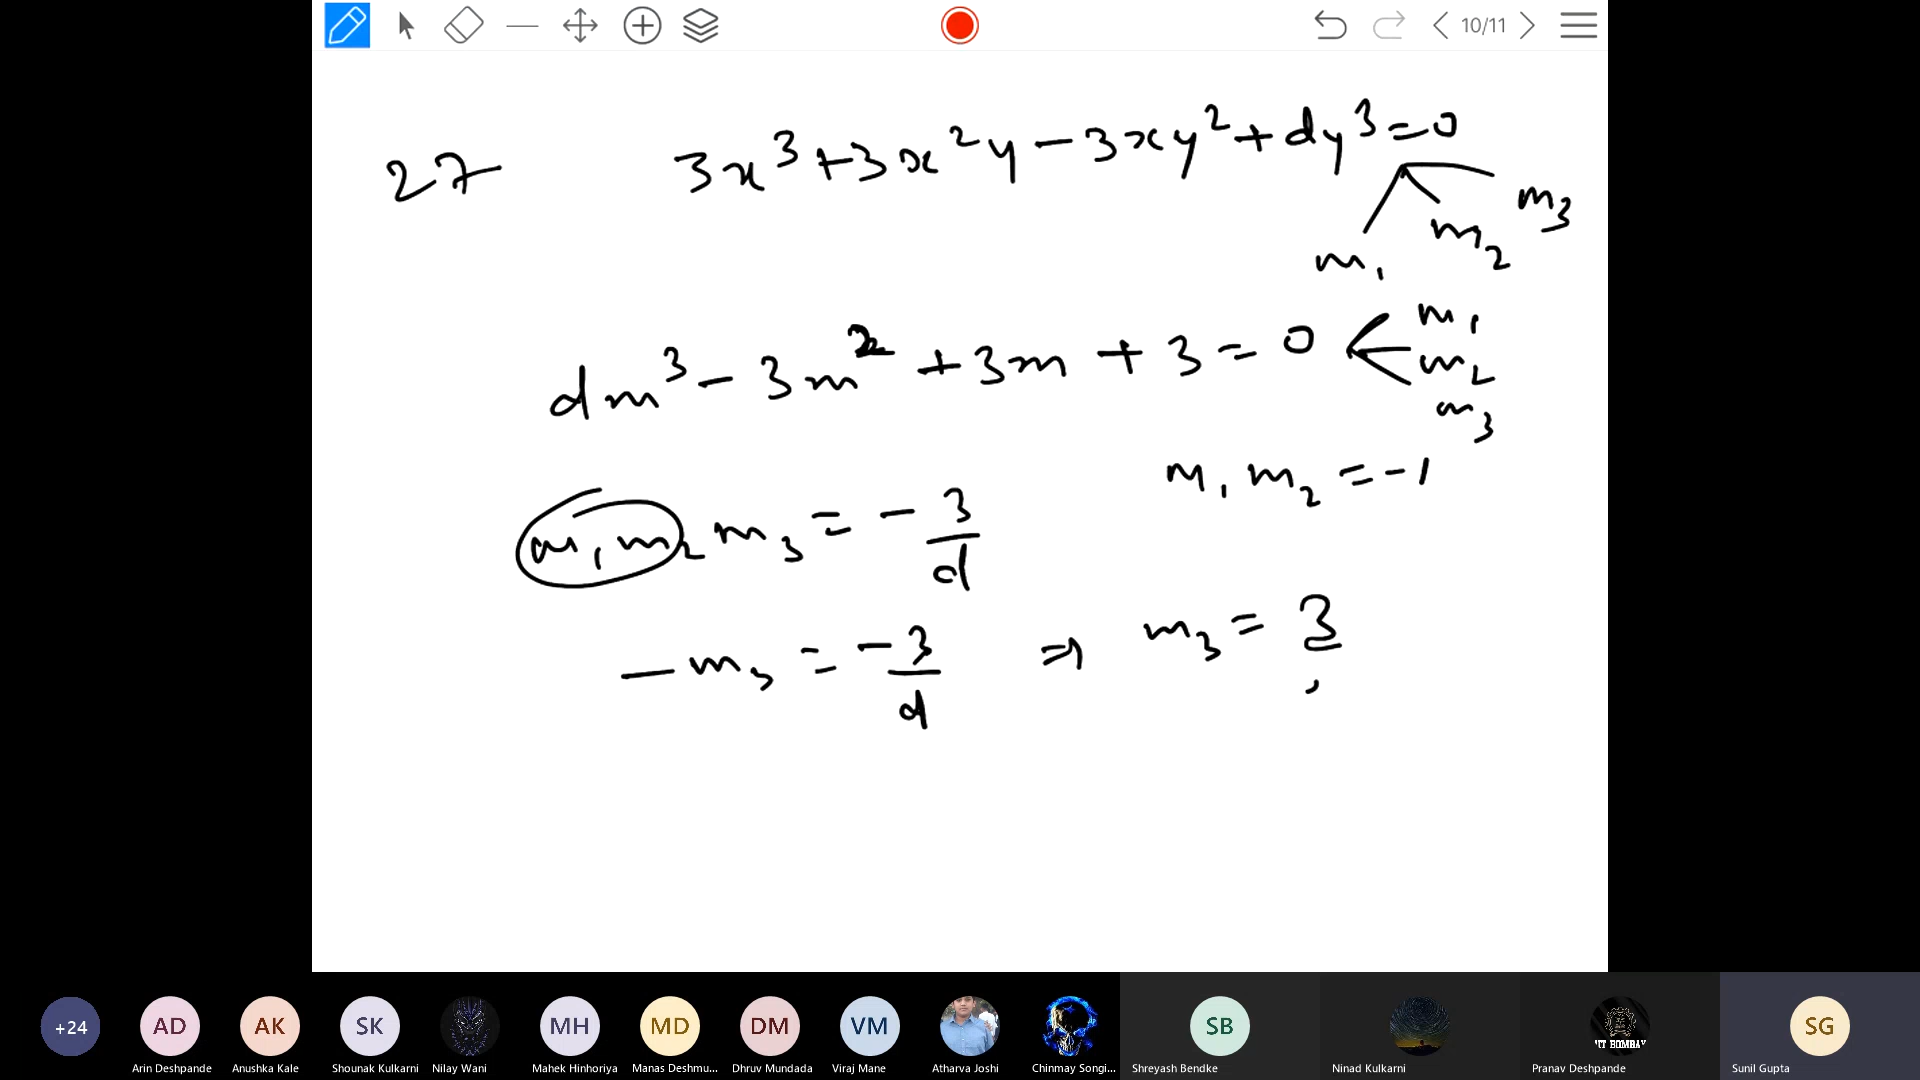 10/11
27 3x³+3x²y-3xy²+dy³=0
m₁ m₂ m₃
dm³-3m²+3m+3=0 m₁ m₂ m₃
m₁m₂=-1
m₁m₂m₃=-3/d
-m₃=-3/d ⇒ m₃=3
+24 AD AK SK MH MD DM VM SB "IT BOMBAY" SG
Arin Deshpande Anushka Kale Shounak Kulkarni Nilay Wani Mahek Hinhoriya Manas Deshmu... Dhruv Mundada Viraj Mane Atharva Joshi Chinmay Songi... Shreyash Bendke Ninad Kulkarni Pranav Deshpande Sunil Gupta